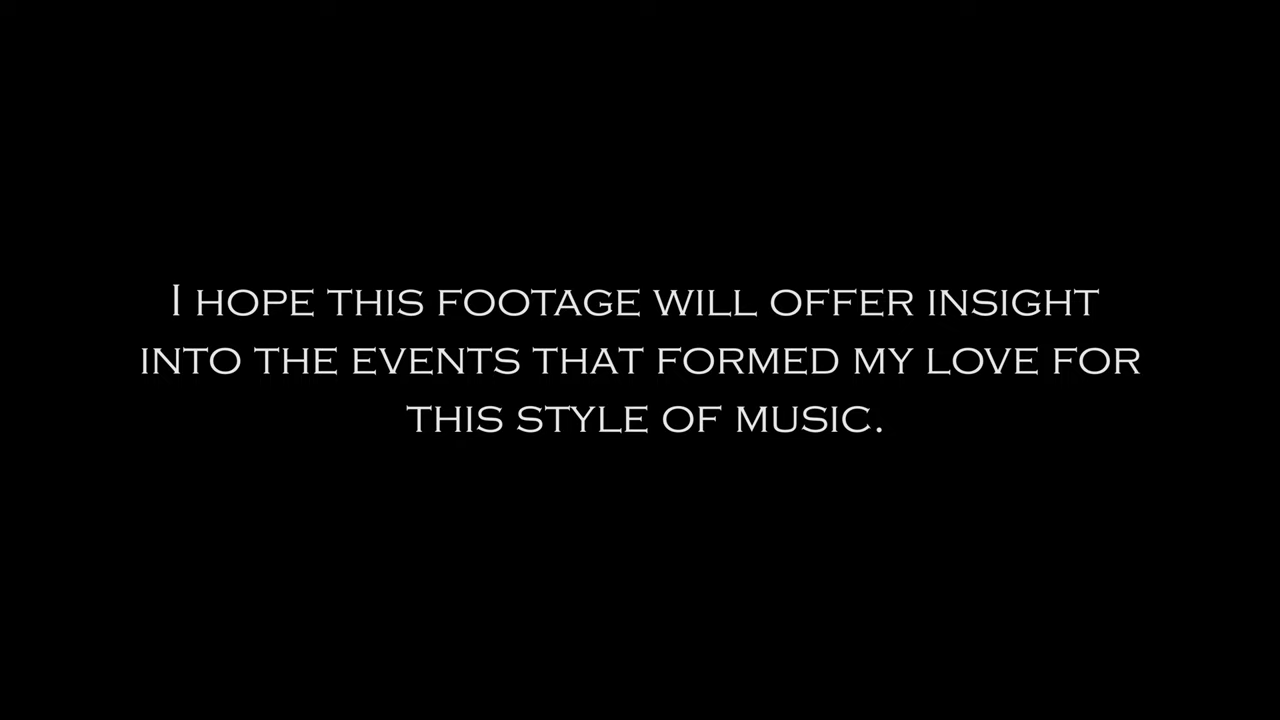 I HOPE THIS FOOTAGE WILL OFFER INSIGHT
INTO THE EVENTS THAT FORMED MY LOVE FOR
THIS STYLE OF MUSIC.